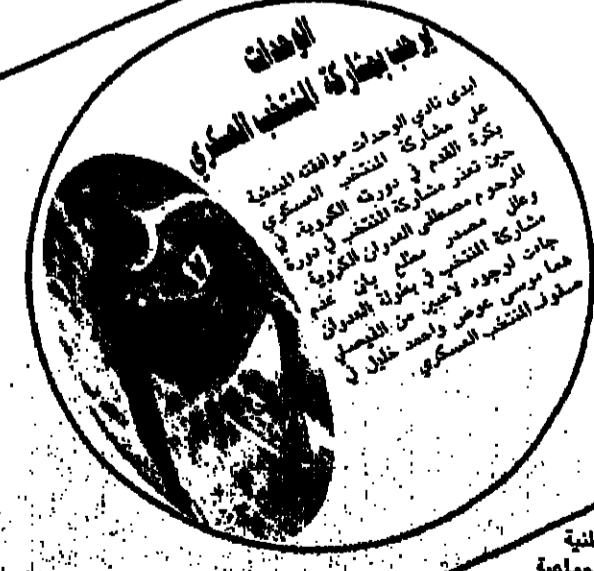 الوحدات
يرحب بمشاركة المنتخب العسكري
ابدى نادي الوحدات موافقته المبدئية
على مشاركة المنتخب العسكري
بكرة القدم في دورته الكروية في
حين تعذر مشاركة المنتخب في دورة
المرحوم مصطفى العدوان الكروية
وعلل مصدر مطلع بان عدم
مشاركة المنتخب في بطولة العدوان
جاءت لوجود لاعبين من الفيصلي
هما موسى عوض واحمد خليل في
صفوف المنتخب العسكري.